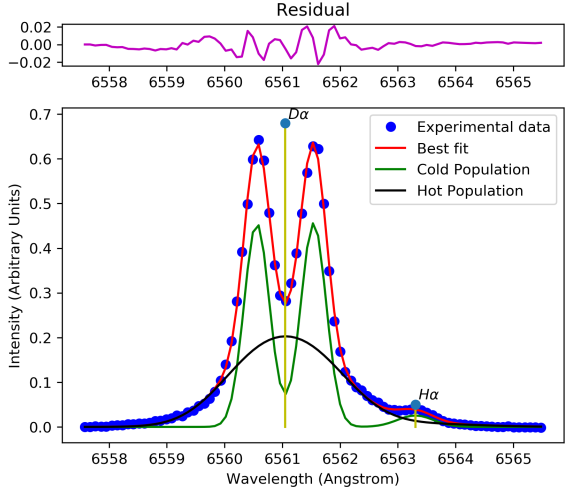 Residual
0.02
0.00
−0.02
6558 6559 6560 6561 6562 6563 6564 6565
0.7
0.6
0.5
0.4
0.3
0.2
0.1
0.0
Intensity (Arbitrary Units)
Dα
Experimental data
Best fit
Cold Population
Hot Population
Hα
6558 6559 6560 6561 6562 6563 6564 6565
Wavelength (Angstrom)